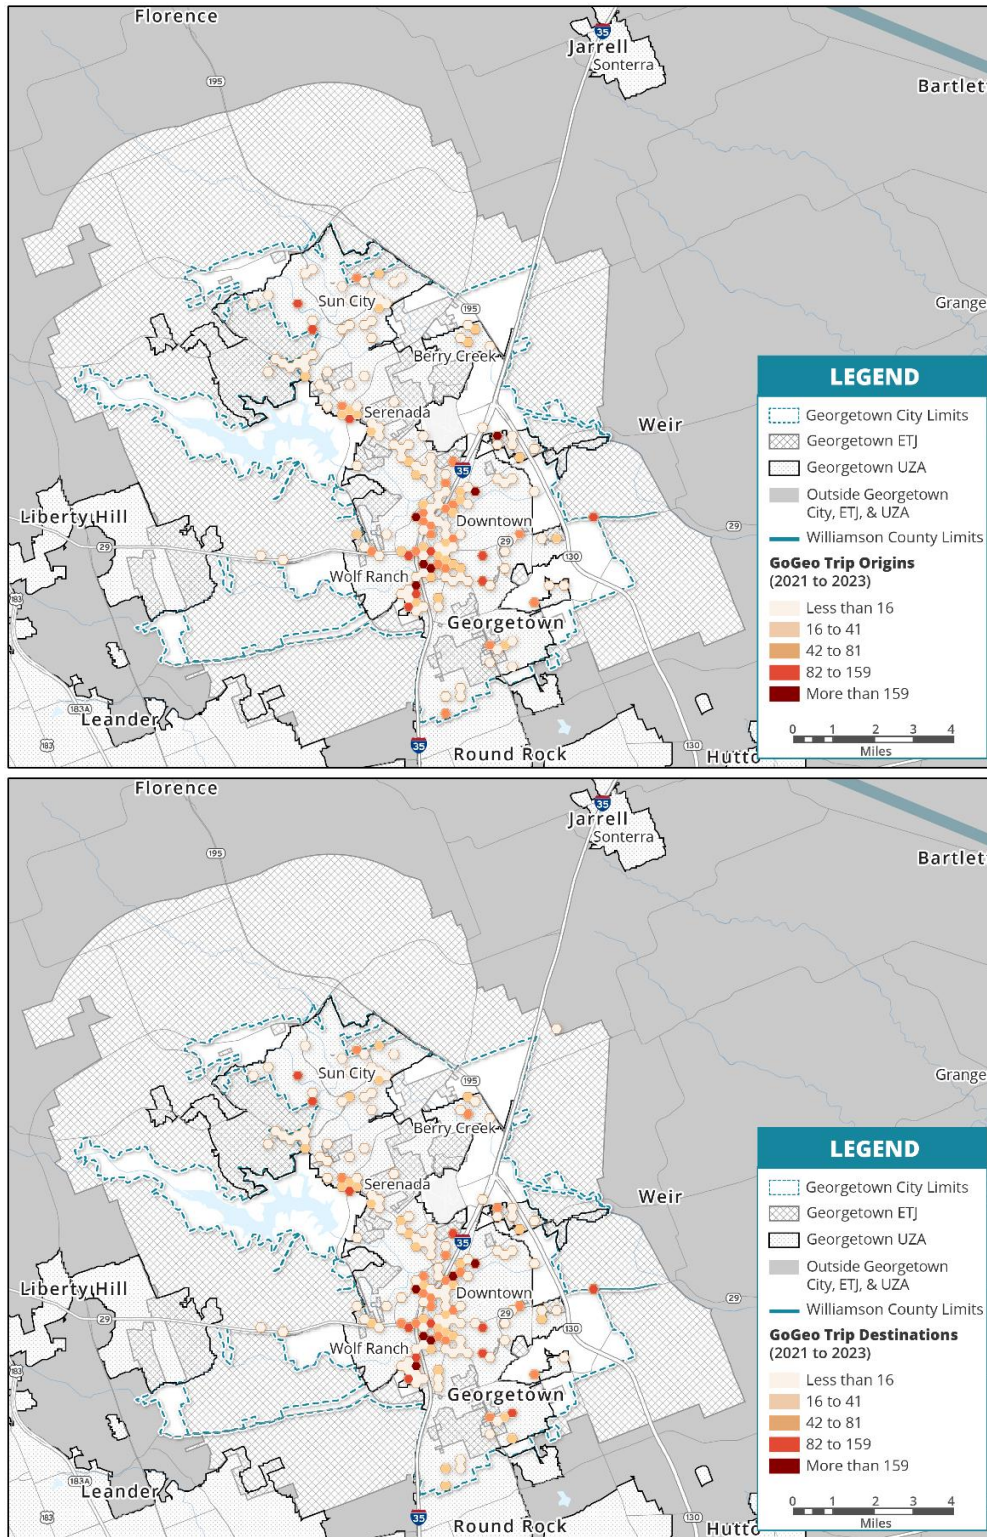 Florence
35
Jarrell
Sonterra
195
Bartlett
Sun City
195
Grange
Berry Creek
Serenada
Weir
35
Liberty Hill
Downtown
29
29
29
130
Wolf Ranch
183
Georgetown
183A
Leander
183
35
Round Rock
130
Hutto
LEGEND
Georgetown City Limits
Georgetown ETJ
Georgetown UZA
Outside Georgetown
City, ETJ, & UZA
Williamson County Limits
GoGeo Trip Origins
(2021 to 2023)
Less than 16
16 to 41
42 to 81
82 to 159
More than 159
0 1 2 3 4
Miles
Florence
35
Jarrell
Sonterra
195
Bartlett
Sun City
195
Grange
Berry Creek
Serenada
Weir
35
Liberty Hill
Downtown
29
29
29
130
Wolf Ranch
183
Georgetown
183A
Leander
183
35
Round Rock
130
Hutto
LEGEND
Georgetown City Limits
Georgetown ETJ
Georgetown UZA
Outside Georgetown
City, ETJ, & UZA
Williamson County Limits
GoGeo Trip Destinations
(2021 to 2023)
Less than 16
16 to 41
42 to 81
82 to 159
More than 159
0 1 2 3 4
Miles